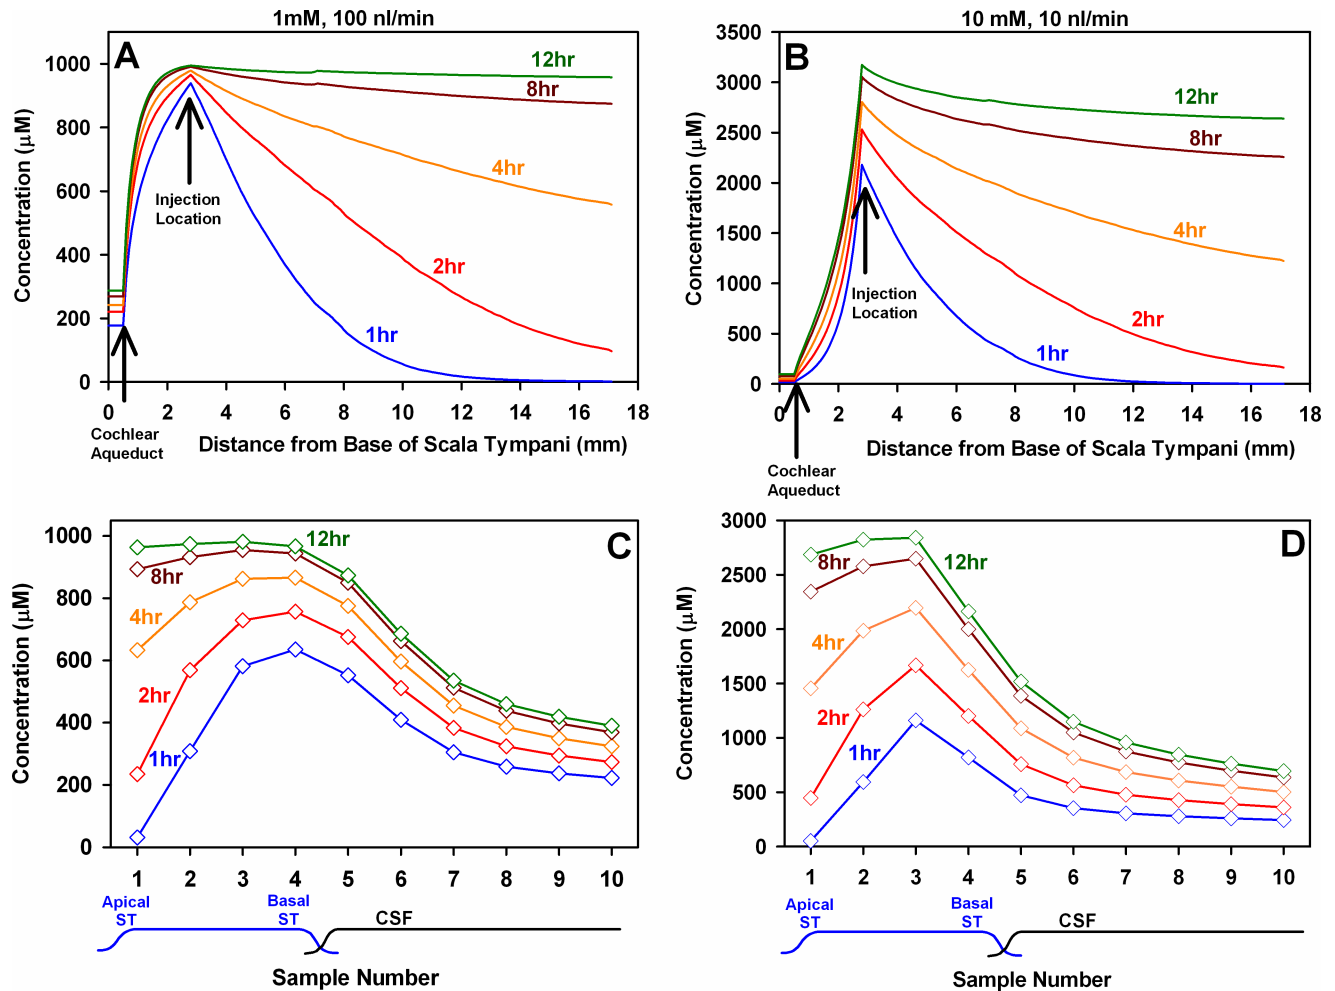 1mM, 100 nl/min
A
1000
800
600
400
200
0
Concentration (μM)
12hr
8hr
4hr
2hr
1hr
Injection
Location
0 2 4 6 8 10 12 14 16 18
Cochlear
Aqueduct
Distance from Base of Scala Tympani (mm)
10 mM, 10 nl/min
B
3500
3000
2500
2000
1500
1000
500
0
Concentration (μM)
12hr
8hr
4hr
2hr
1hr
Injection
Location
0 2 4 6 8 10 12 14 16 18
Distance from Base of Scala Tympani (mm)
Cochlear
Aqueduct
C
1000
800
600
400
200
0
Concentration (μM)
12hr
8hr
4hr
2hr
1hr
1 2 3 4 5 6 7 8 9 10
Apical
ST
Basal
ST
CSF
Sample Number
D
3000
2500
2000
1500
1000
500
0
Concentration (μM)
8hr
12hr
4hr
2hr
1hr
1 2 3 4 5 6 7 8 9 10
Apical
ST
Basal
ST
CSF
Sample Number